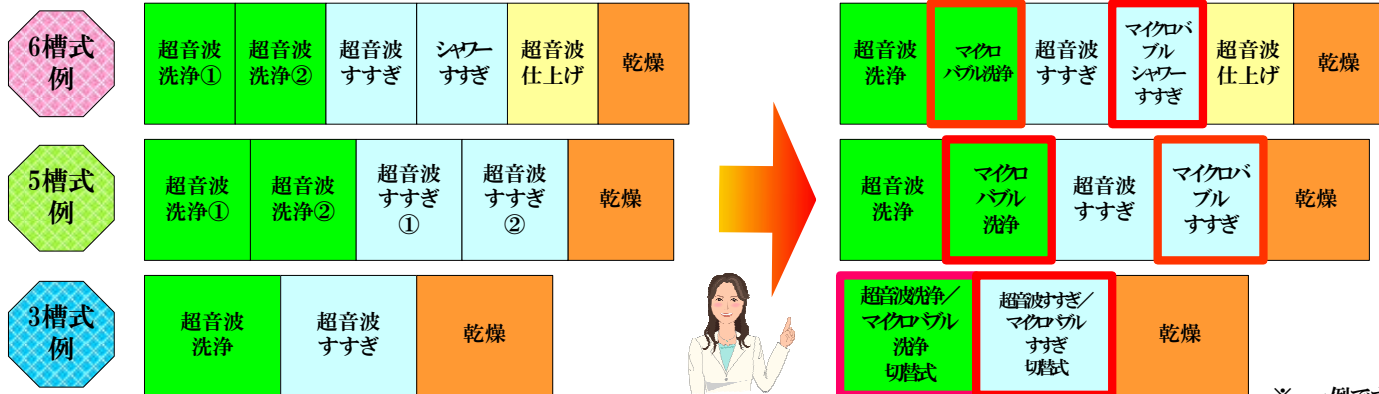 6槽式
例
超音波
洗浄①
超音波
洗浄②
超音波
すすぎ
シャワー
すすぎ
超音波
仕上げ
乾燥
超音波
洗浄
マイクロ
バブル洗浄
超音波
すすぎ
マイクロバ
ブル
シャワー
すすぎ
超音波
仕上げ
乾燥
5槽式
例
超音波
洗浄①
超音波
洗浄②
超音波
すすぎ
①
超音波
すすぎ
②
乾燥
超音波
洗浄
マイクロ
バブル
洗浄
超音波
すすぎ
マイクロバ
ブル
すすぎ
乾燥
3槽式
例
超音波
洗浄
超音波
すすぎ
乾燥
超音波洗浄/
マイクロバブル
洗浄
切替式
超音波すすぎ/
マイクロバブル
すすぎ
切替式
乾燥